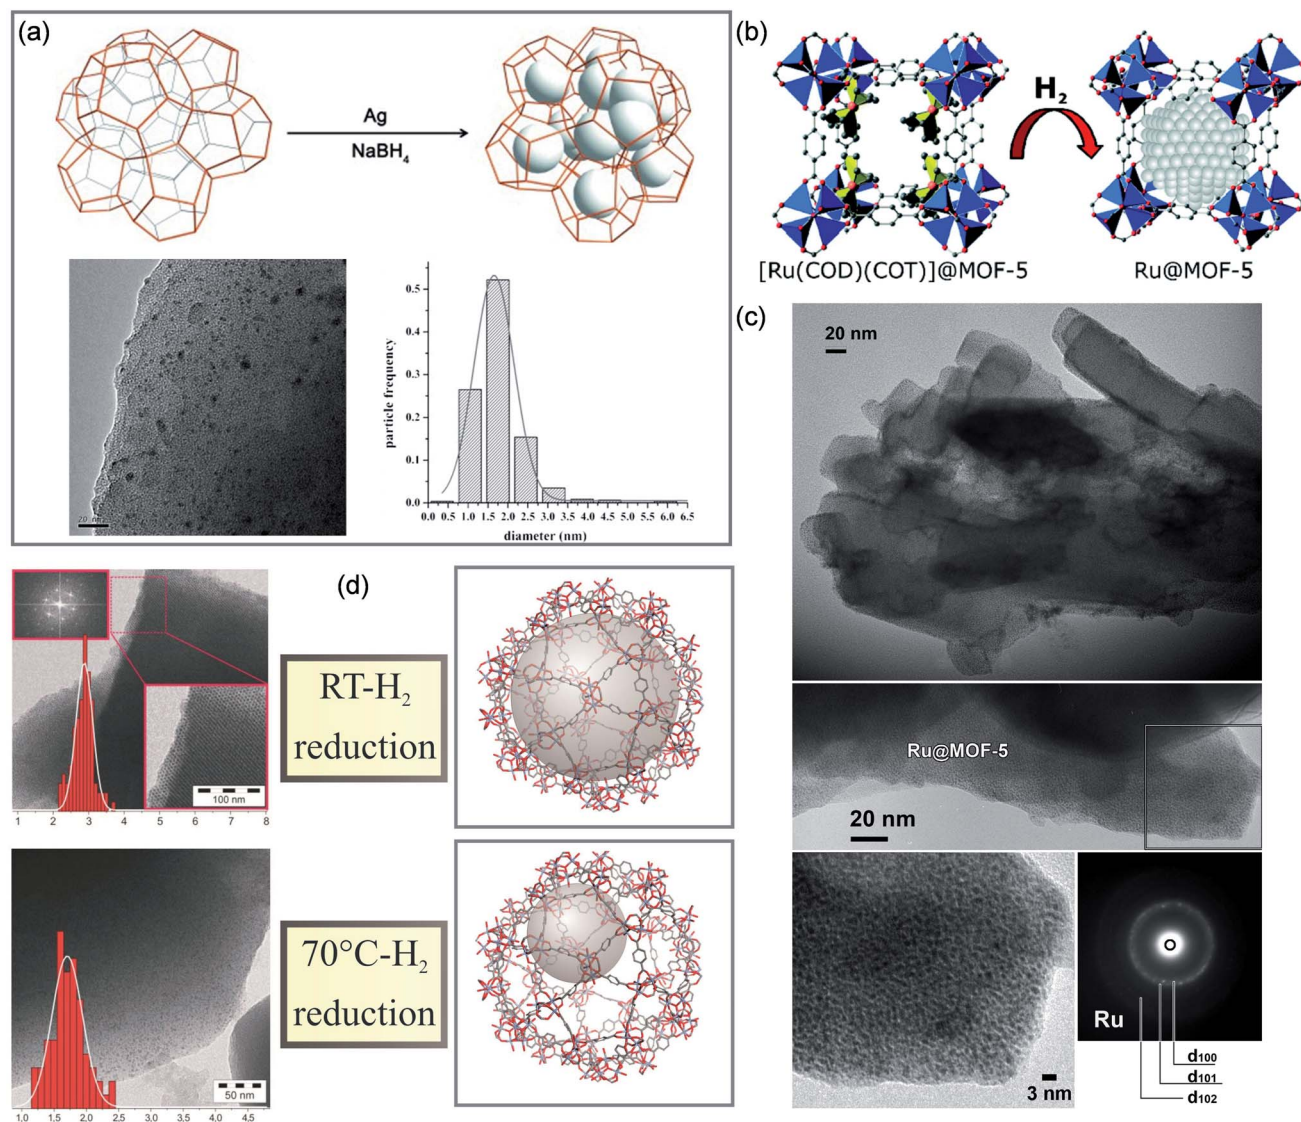 (a)
Ag
NaBH4
20 nm
particle frequency
0.5
0.4
0.3
0.2
0.1
0.0
0.0 0.5 1.0 1.5 2.0 2.5 3.0 3.5 4.0 4.5 5.0 5.5 6.0 6.5
diameter (nm)
(b)
H2
[Ru(COD)(COT)]@MOF-5
Ru@MOF-5
(c)
20 nm
Ru@MOF-5
20 nm
3 nm
Ru
d100
d101
d102
(d)
100 nm
1 2 3 4 5 6 7 8
RT-H2
reduction
50 nm
1,0 1,5 2,0 2,5 3,0 3,5 4,0 4,5
70°C-H2
reduction